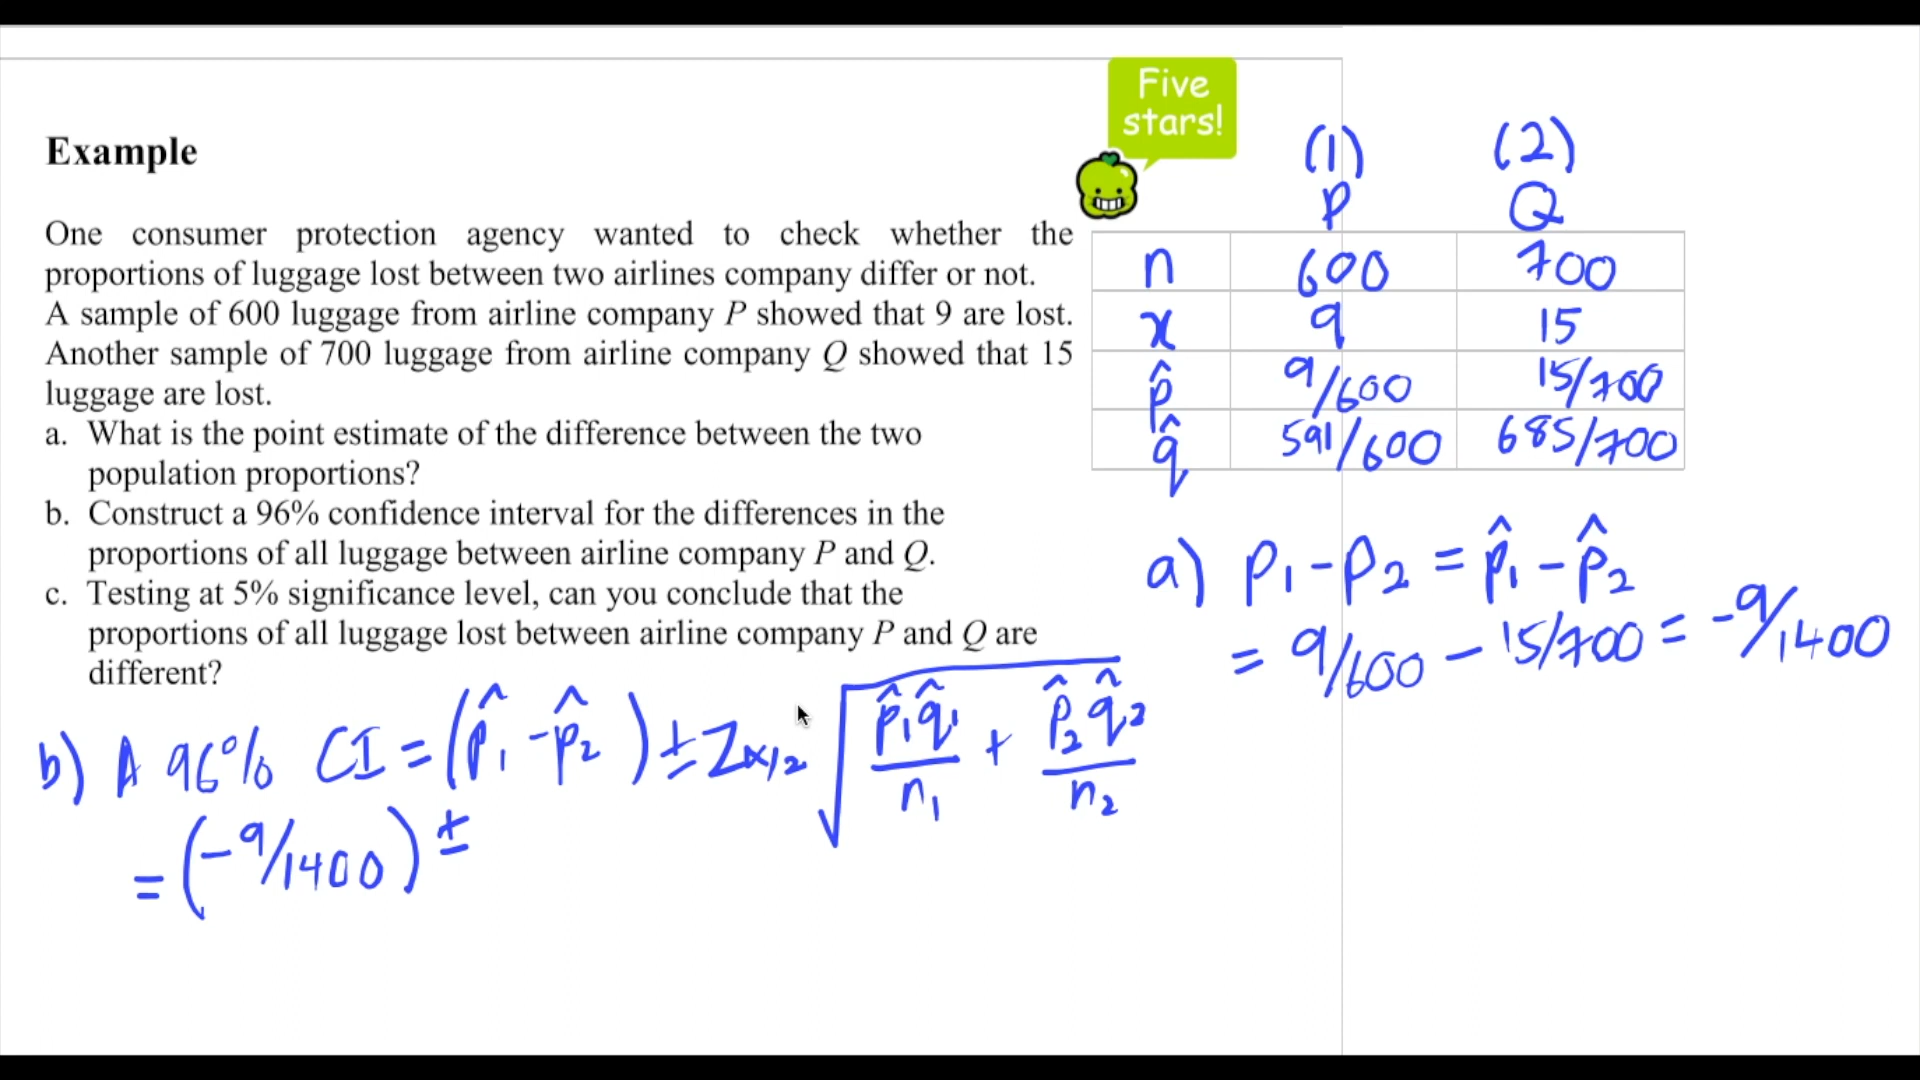 Five
stars!
Example
One consumer protection agency wanted to check whether the
proportions of luggage lost between two airlines company differ or not.
A sample of 600 luggage from airline company P showed that 9 are lost.
Another sample of 700 luggage from airline company Q showed that 15
luggage are lost.
a. What is the point estimate of the difference between the two
population proportions?
b. Construct a 96% confidence interval for the differences in the
proportions of all luggage between airline company P and Q.
c. Testing at 5% significance level, can you conclude that the
proportions of all luggage lost between airline company P and Q are
different?
(1) (2)
P Q
n 600 700
x 9 15
p̂ 9/600 15/700
q̂ 591/600 685/700
a) p₁ - p₂ = p̂₁ - p̂₂
= 9/600 - 15/700 = -9/1400
b) A 96% CI = (p̂₁ - p̂₂) ± Zα/2 √(p̂₁q̂₁/n₁ + p̂₂q̂₂/n₂)
= (-9/1400) ±